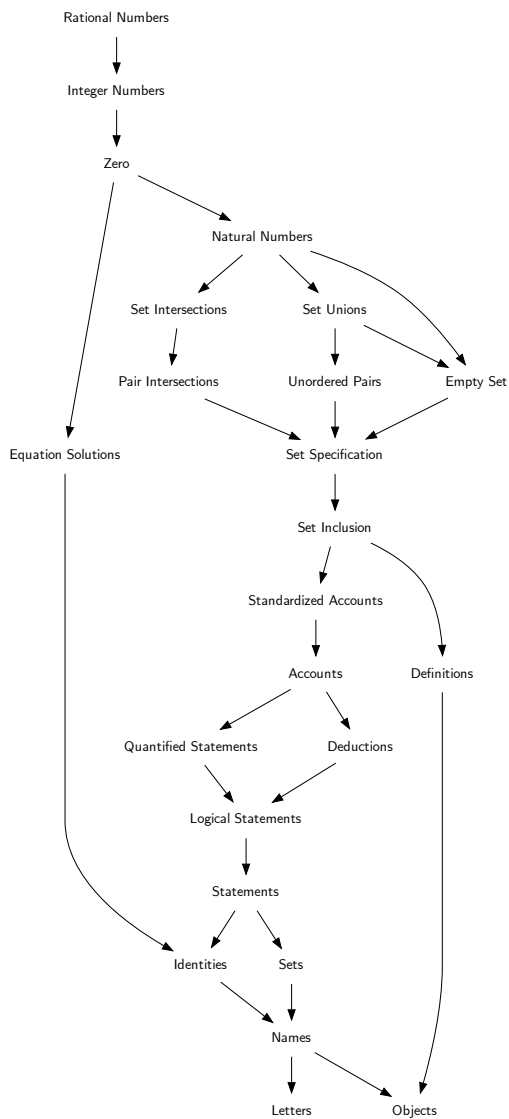 Rational Numbers
Integer Numbers
Zero
Natural Numbers
Set Intersections
Set Unions
Pair Intersections
Unordered Pairs
Empty Set
Equation Solutions
Set Specification
Set Inclusion
Standardized Accounts
Accounts
Definitions
Quantified Statements
Deductions
Logical Statements
Statements
Identities
Sets
Names
Letters
Objects